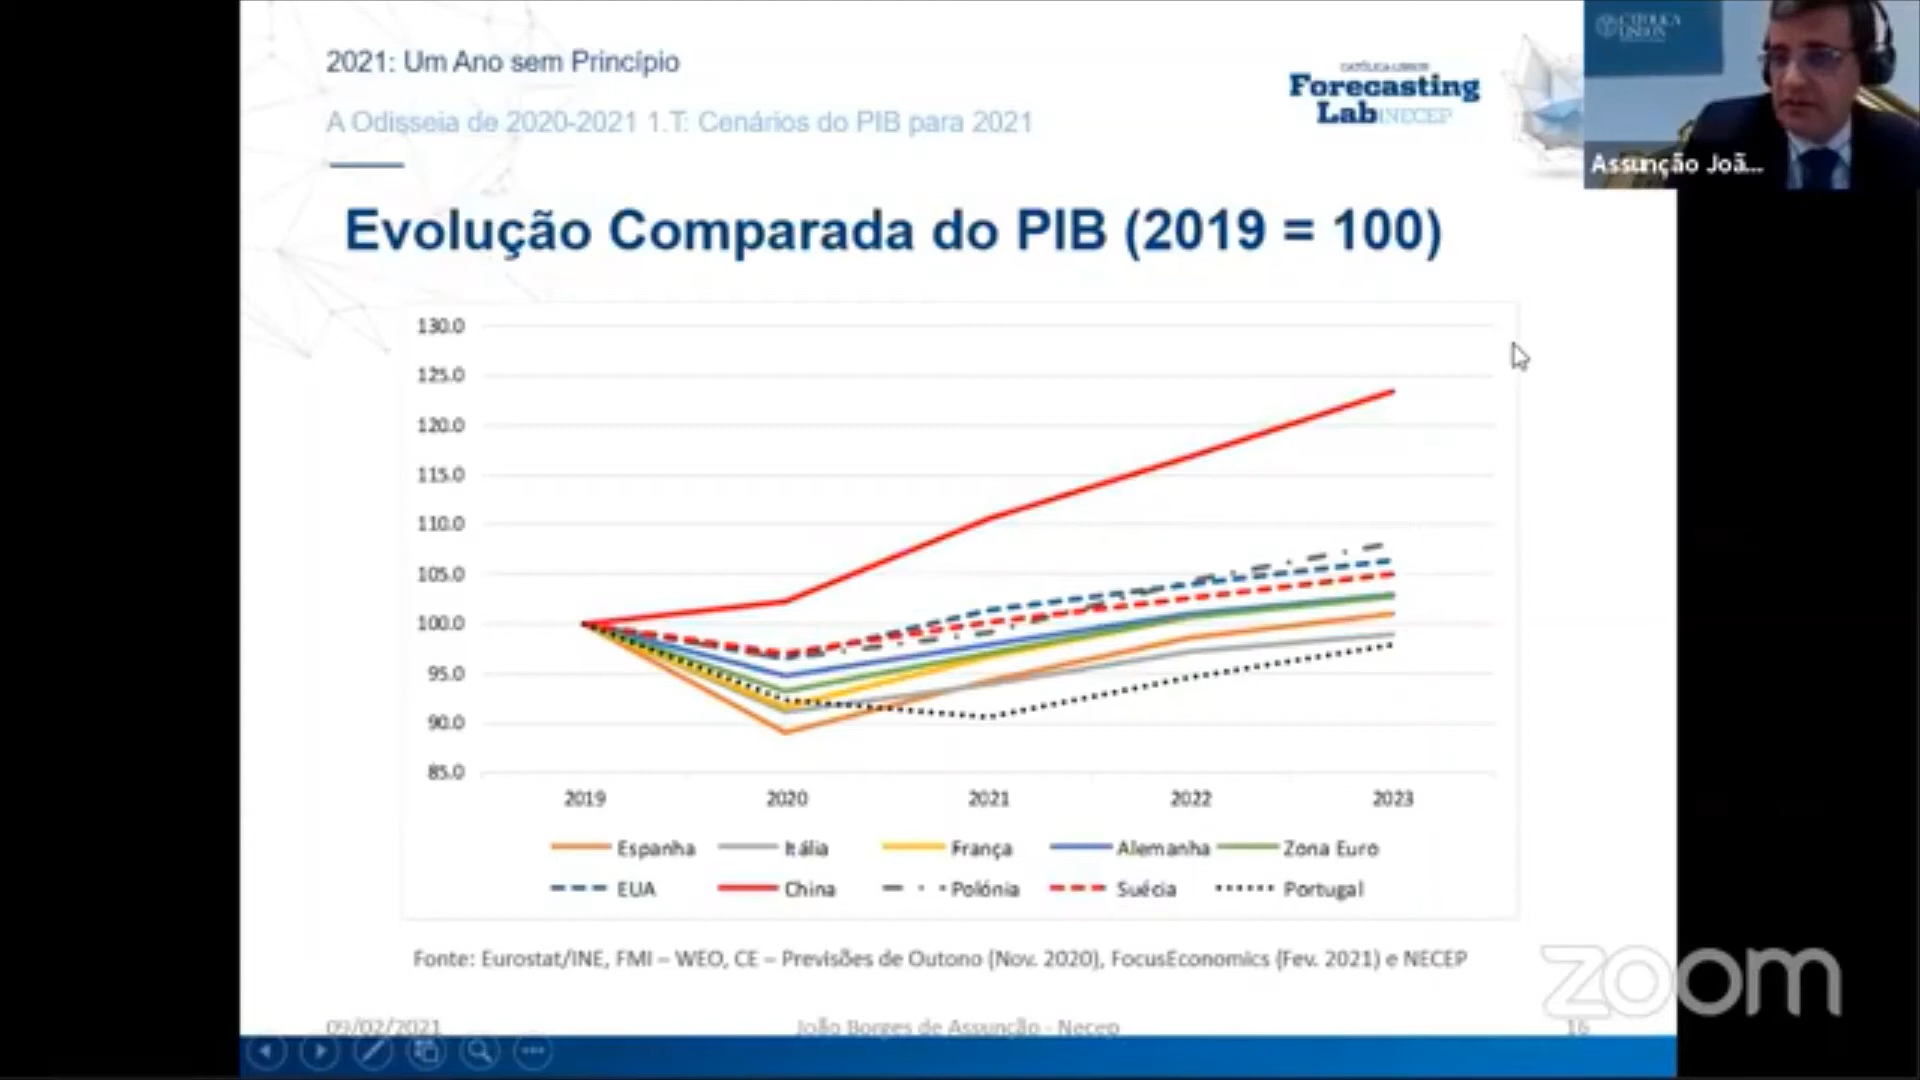 2021: Um Ano sem Princípio
A Odisseia de 2020-2021 1.T: Cenários do PIB para 2021
CATÓLICA-LISBON
Forecasting
Lab NECEP
CATÓLICA
LISBON
Assunção Joã...
Evolução Comparada do PIB (2019 = 100)
130.0
125.0
120.0
115.0
110.0
105.0
100.0
95.0
90.0
85.0
2019 2020 2021 2022 2023
Espanha Itália França Alemanha Zona Euro
EUA China Polónia Suécia Portugal
Fonte: Eurostat/INE, FMI – WEO, CE – Previsões de Outono (Nov. 2020), FocusEconomics (Fev. 2021) e NECEP
zoom
09/02/2021 João Borges de Assunção - Necep 16